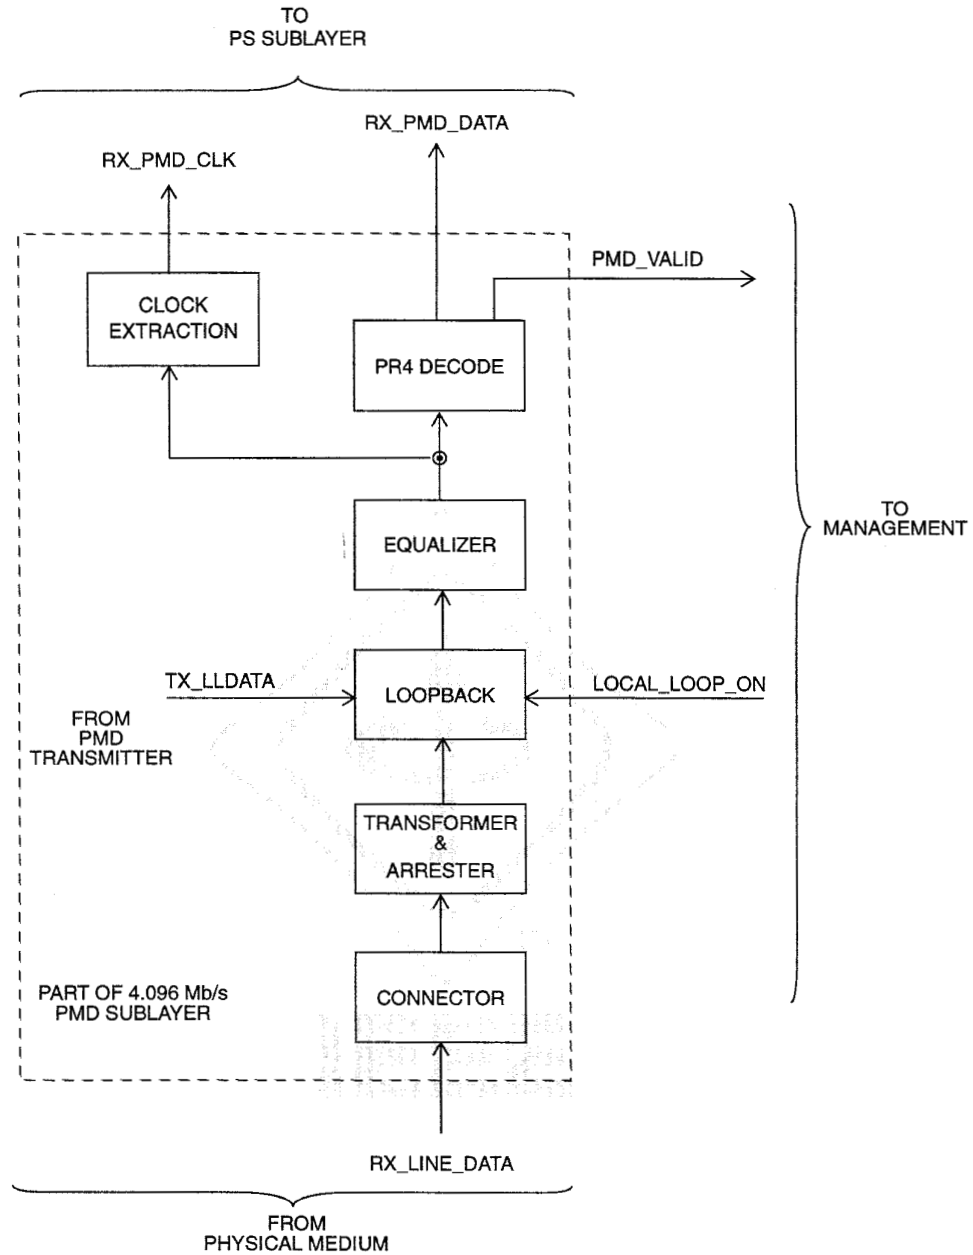 TO
PS SUBLAYER
RX_PMD_DATA
RX_PMD_CLK
PMD_VALID
CLOCK
EXTRACTION
PR4 DECODE
TO
MANAGEMENT
EQUALIZER
TX_LLDATA
LOOPBACK
LOCAL_LOOP_ON
FROM
PMD
TRANSMITTER
TRANSFORMER
&
ARRESTER
PART OF 4.096 Mb/s
PMD SUBLAYER
CONNECTOR
RX_LINE_DATA
FROM
PHYSICAL MEDIUM